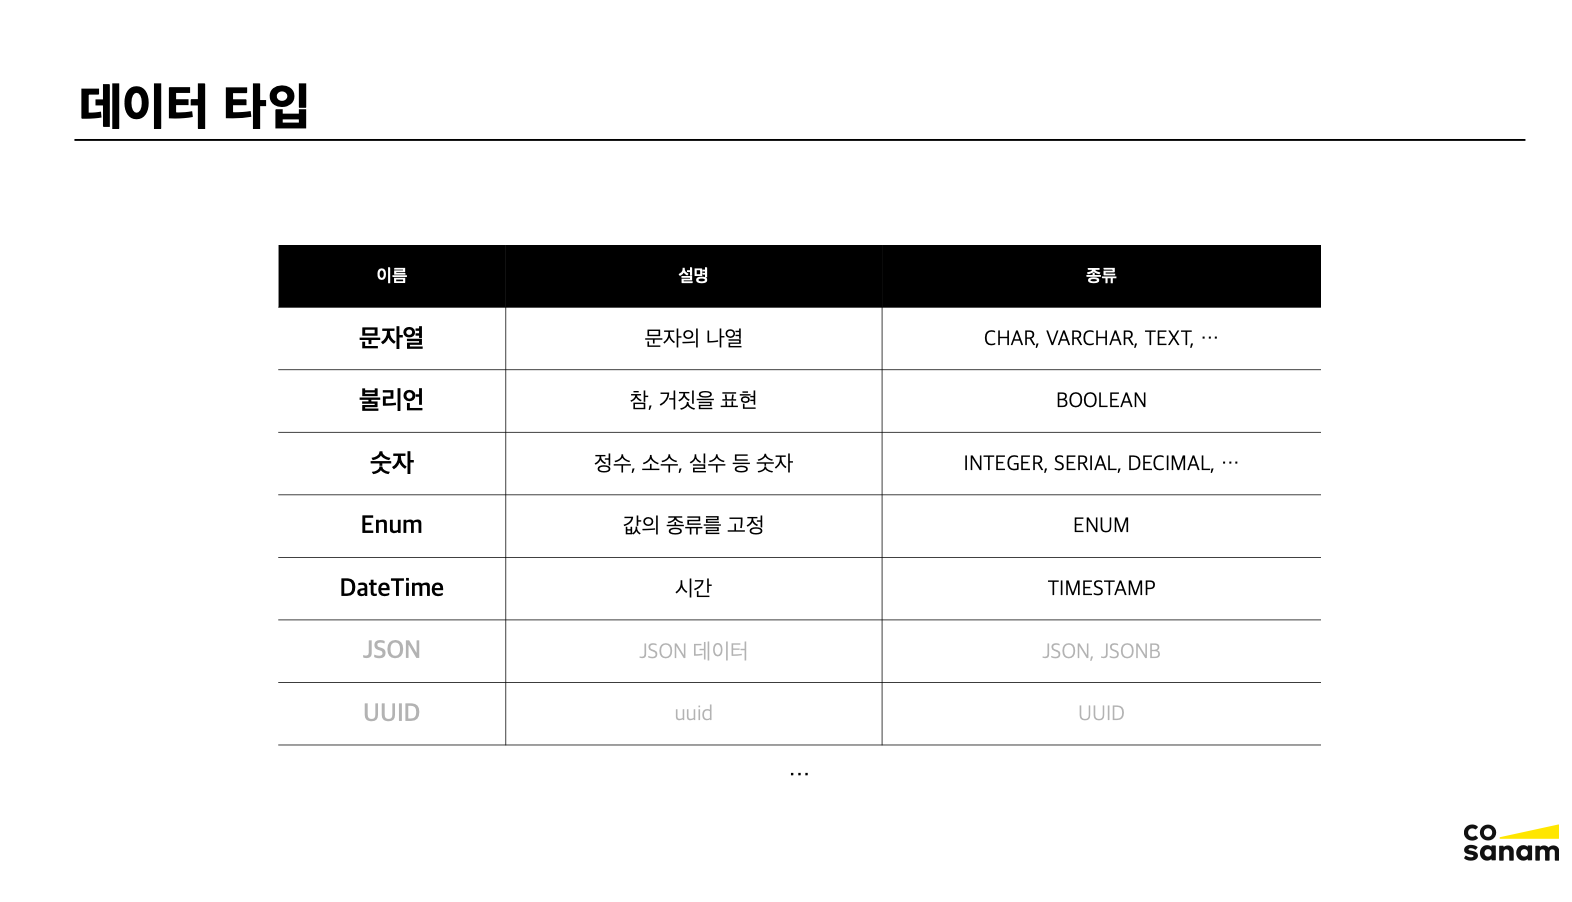 데이터 타입
이름 설명 종류
문자열 문자의 나열 CHAR, VARCHAR, TEXT, ···
불리언 참, 거짓을 표현 BOOLEAN
숫자 정수, 소수, 실수 등 숫자 INTEGER, SERIAL, DECIMAL, ···
Enum 값의 종류를 고정 ENUM
DateTime 시간 TIMESTAMP
JSON JSON 데이터 JSON, JSONB
UUID uuid UUID
...
co
sanam